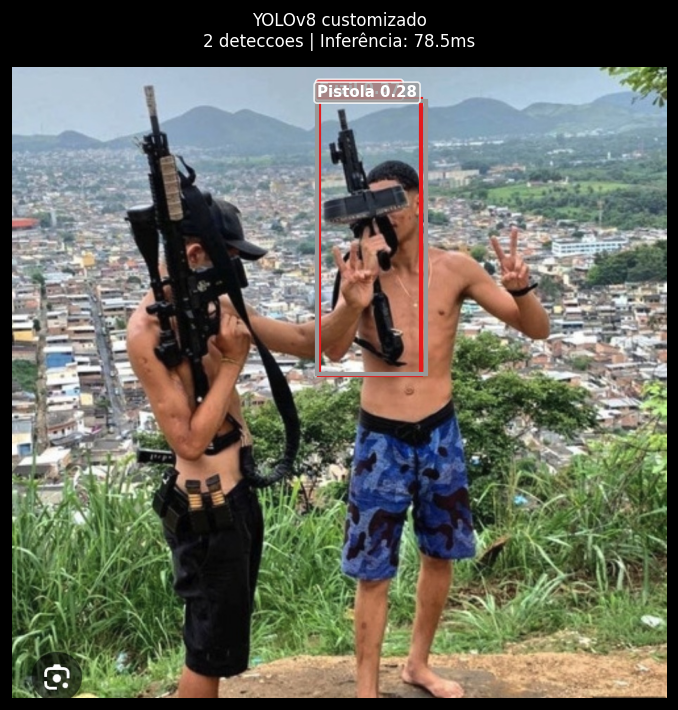 YOLOv8 customizado
2 deteccoes | Inferência: 78.5ms
Pistola 0.28